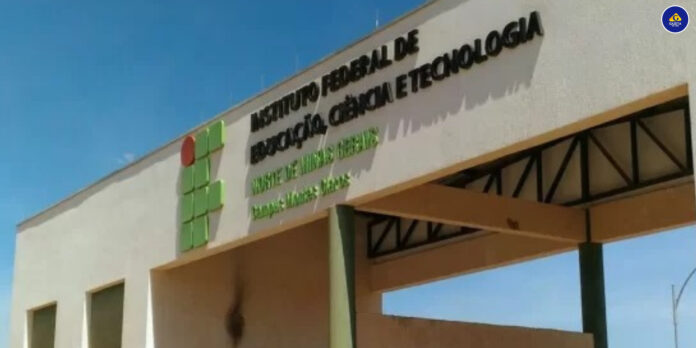 INSTITUTO FEDERAL DE
EDUCAÇÃO, CIÊNCIA E TECNOLOGIA
NORTE DE MINAS GERAIS
Campus Montes Claros